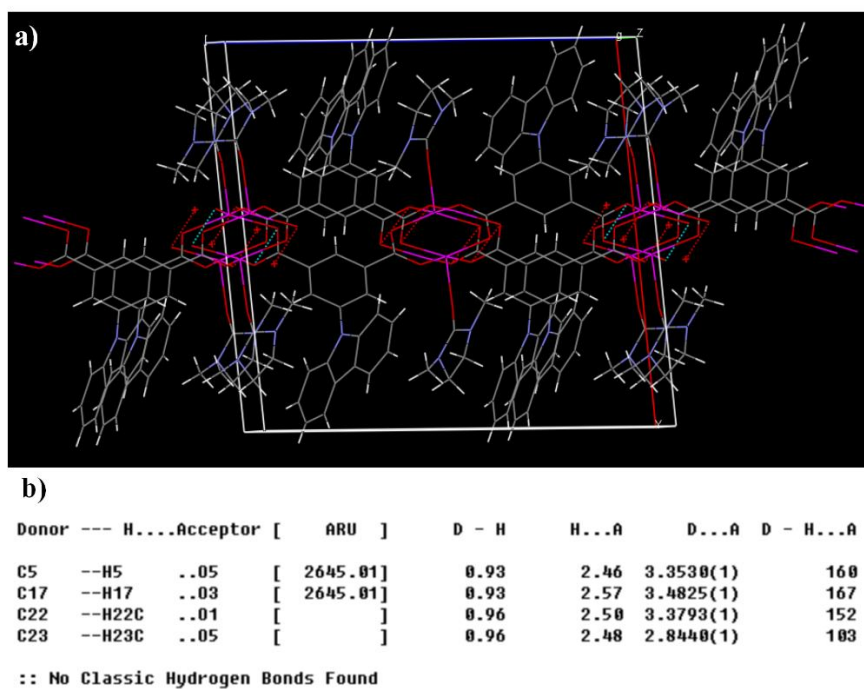 a)
g Z
Y
b)
Donor --- H....Acceptor [ ARU ] D - H H...A D...A D - H...A
C5 --H5 ..O5 [ 2645.01] 0.93 2.46 3.3530(1) 160
C17 --H17 ..O3 [ 2645.01] 0.93 2.57 3.4825(1) 167
C22 --H22C ..O1 [ ] 0.96 2.50 3.3793(1) 152
C23 --H23C ..O5 [ ] 0.96 2.48 2.8440(1) 103
:: No Classic Hydrogen Bonds Found